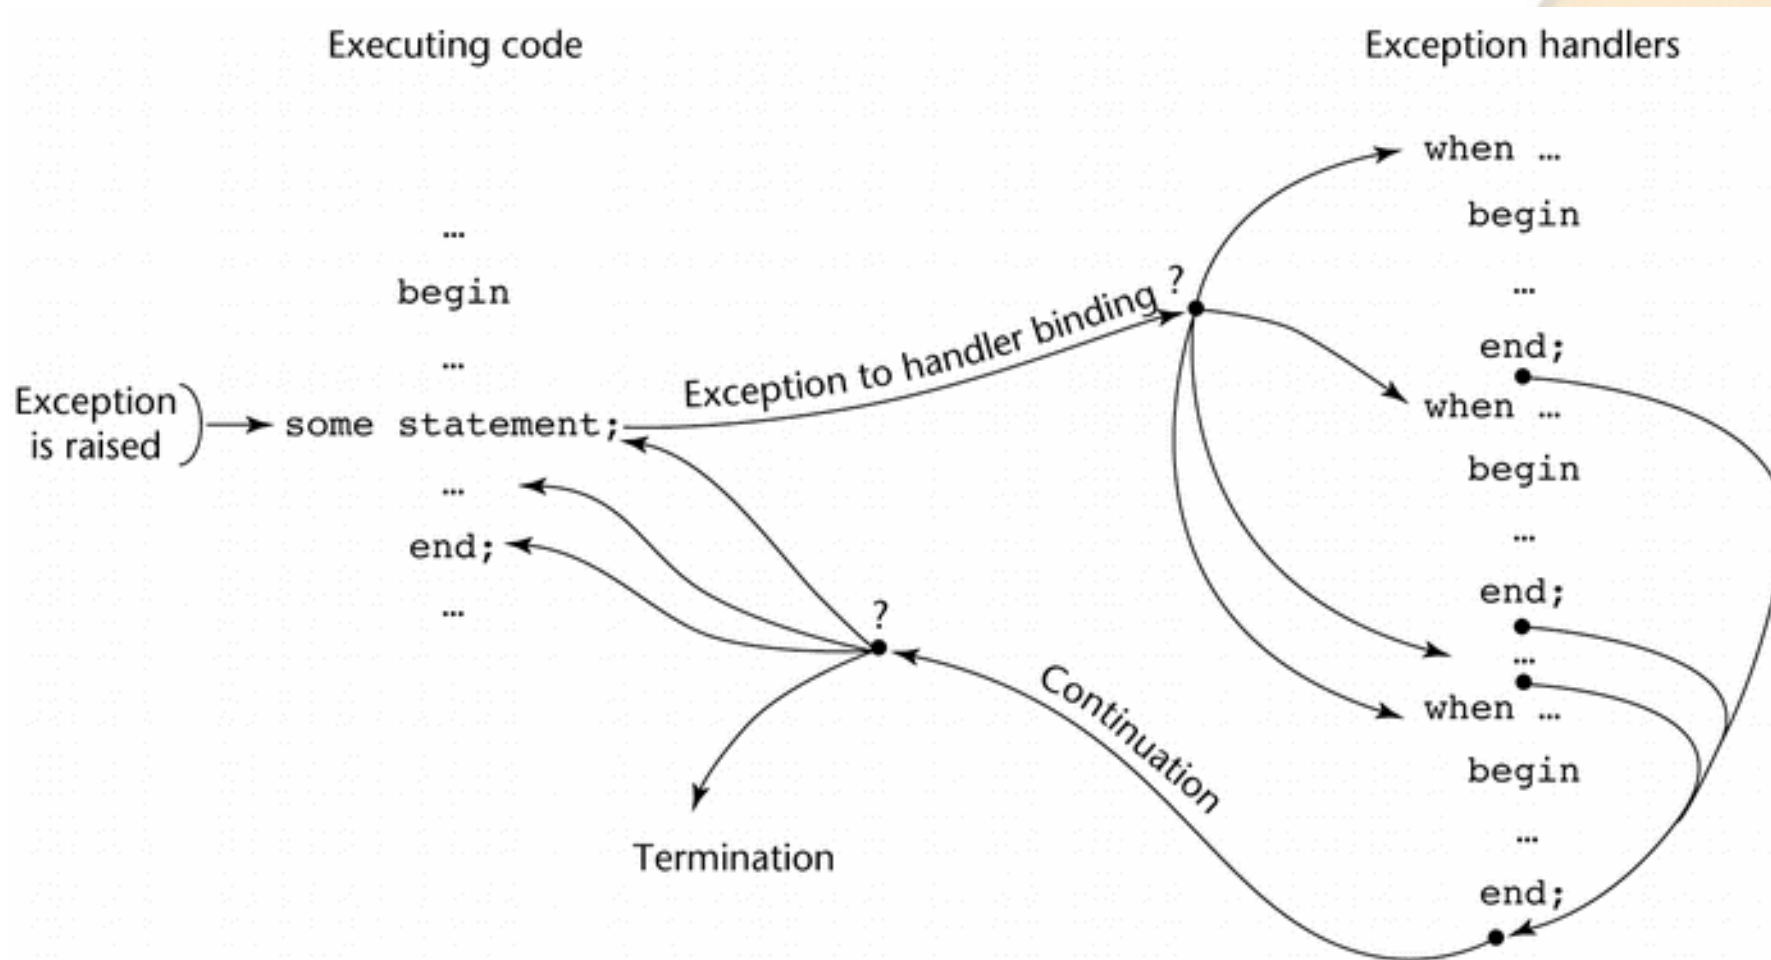 Executing code
Exception handlers
…
begin
…
Exception
is raised
some statement;
…
end;
…
Exception to handler binding
?
when …
begin
…
end;
when …
begin
…
end;
…
when …
begin
…
end;
Continuation
?
Termination